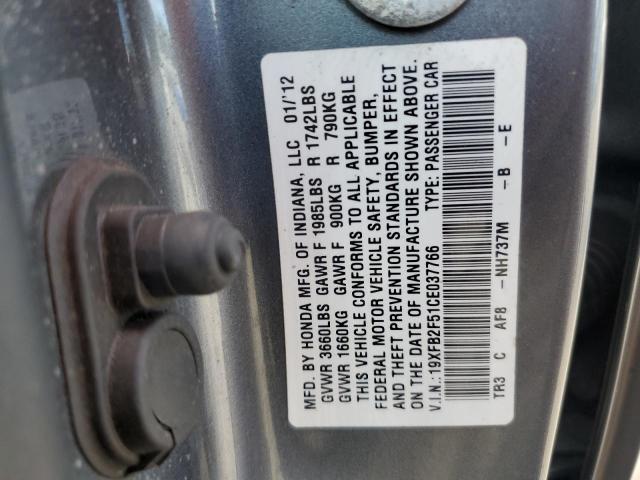 MFD. BY HONDA MFG. OF INDIANA, LLC 01/'12
GVWR 3660LBS GAWR F 1985LBS R 1742LBS
GVWR 1660KG GAWR F 900KG R 790KG
THIS VEHICLE CONFORMS TO ALL APPLICABLE
FEDERAL MOTOR VEHICLE SAFETY, BUMPER,
AND THEFT PREVENTION STANDARDS IN EFFECT
ON THE DATE OF MANUFACTURE SHOWN ABOVE.
V.I.N.: 19XFB2F51CE037766 TYPE: PASSENGER CAR
TR3 C AF8 -NH737M -B -E